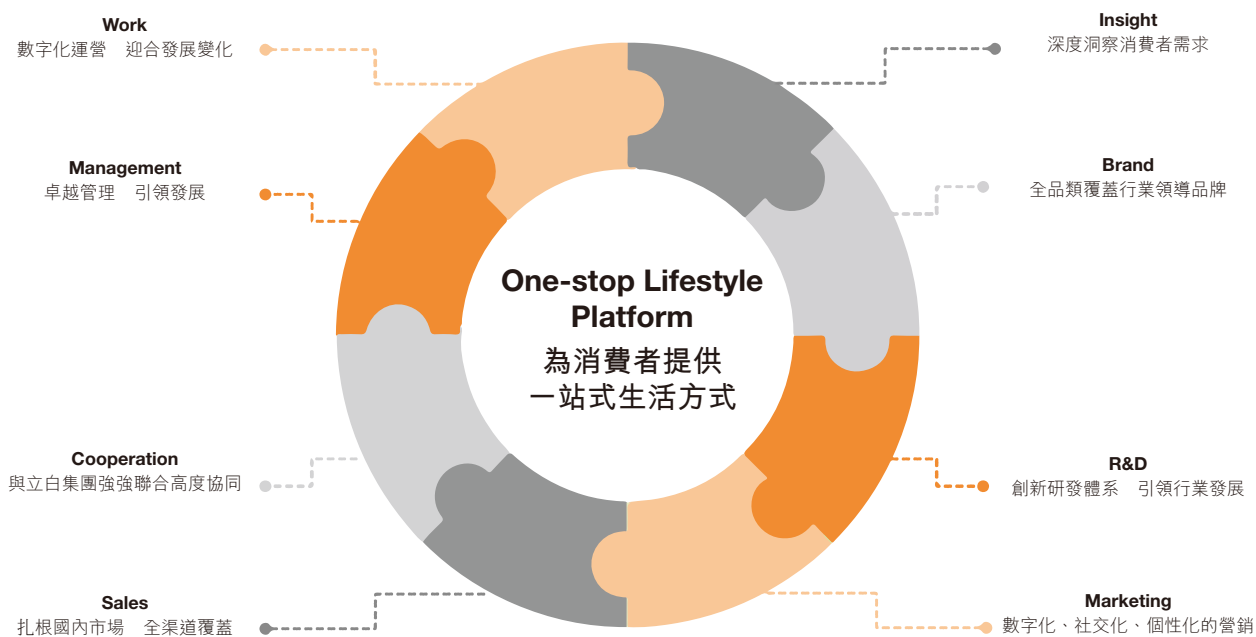 Work
數字化運營　迎合發展變化
Insight
深度洞察消費者需求
Management
卓越管理　引領發展
Brand
全品類覆蓋行業領導品牌
One-stop Lifestyle
Platform
為消費者提供
一站式生活方式
Cooperation
與立白集團強強聯合高度協同
R&D
創新研發體系　引領行業發展
Sales
扎根國內市場　全渠道覆蓋
Marketing
數字化、社交化、個性化的營銷